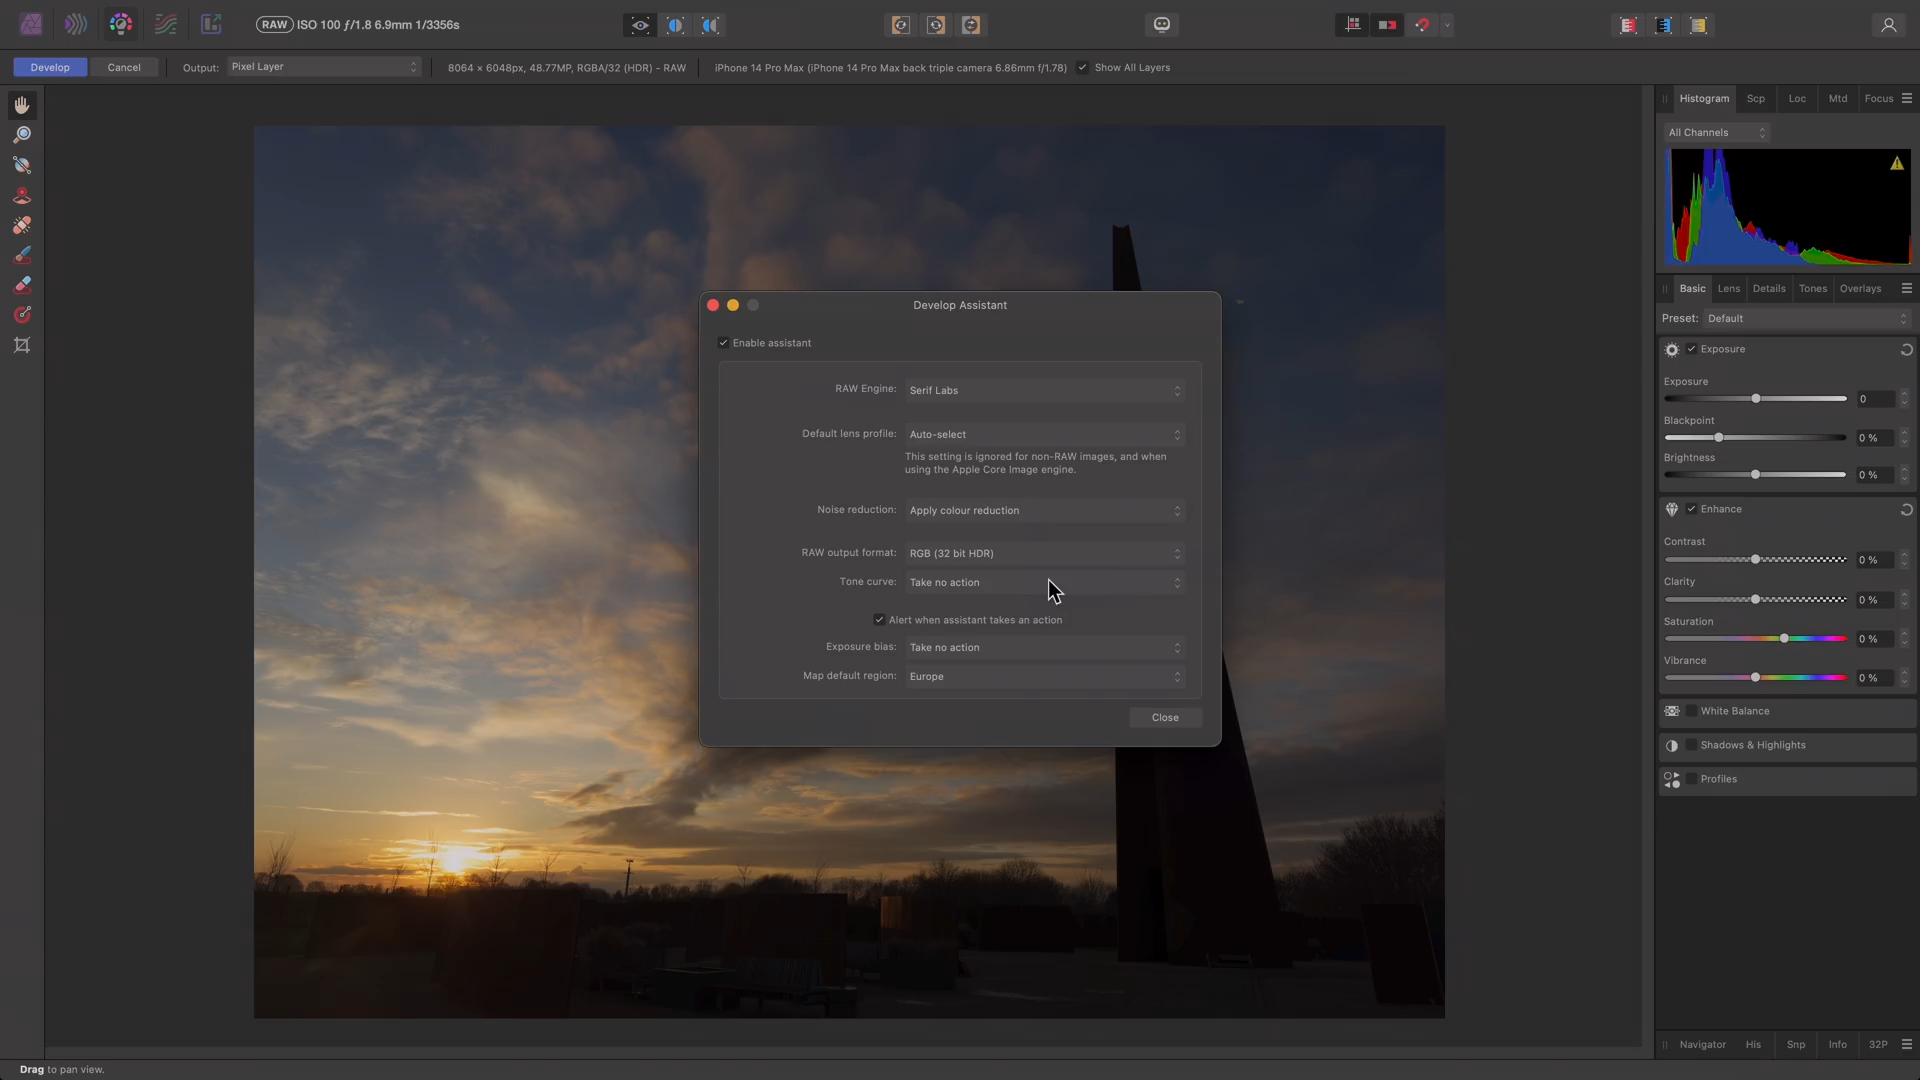 RAW ISO 100 ƒ/1.8 6.9mm 1/3356s
Develop Cancel Output: Pixel Layer 8064 × 6048px, 48.77MP, RGBA/32 (HDR) - RAW iPhone 14 Pro Max (iPhone 14 Pro Max back triple camera 6.86mm f/1.78) Show All Layers
Histogram Scp Loc Mtd Focus
All Channels
Basic Lens Details Tones Overlays
Preset: Default
Exposure
Exposure
0
Blackpoint
0 %
Brightness
0 %
Enhance
Contrast
0 %
Clarity
0 %
Saturation
0 %
Vibrance
0 %
White Balance
Shadows & Highlights
Profiles
Develop Assistant
Enable assistant
RAW Engine: Serif Labs
Default lens profile: Auto-select
This setting is ignored for non-RAW images, and when
using the Apple Core Image engine.
Noise reduction: Apply colour reduction
RAW output format: RGB (32 bit HDR)
Tone curve: Take no action
Alert when assistant takes an action
Exposure bias: Take no action
Map default region: Europe
Close
Navigator His Snp Info 32P
Drag to pan view.